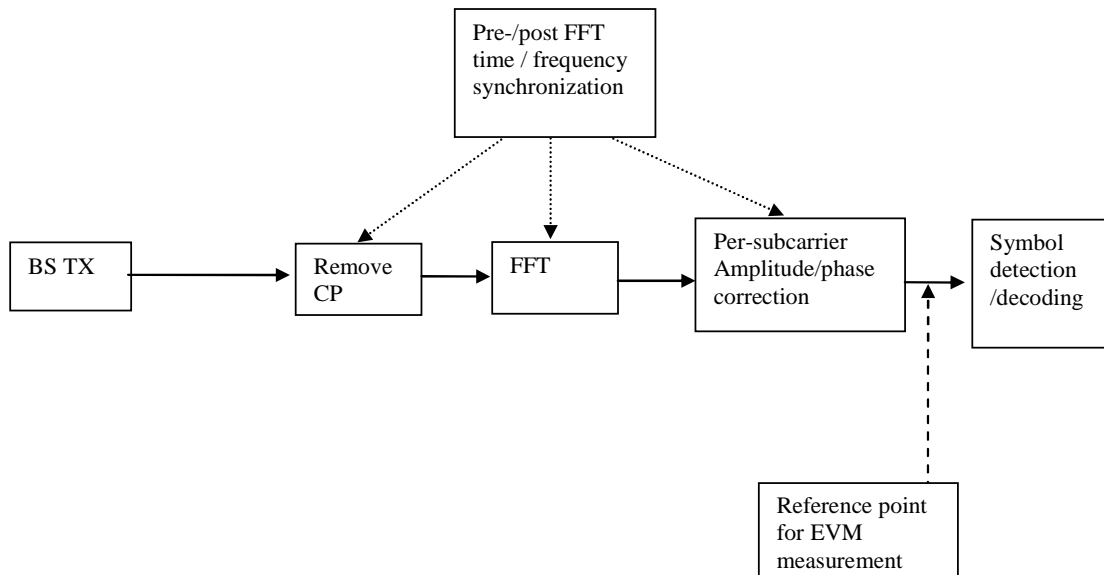 Pre-/post FFT
time / frequency
synchronization
BS TX
Remove
CP
FFT
Per-subcarrier
Amplitude/phase
correction
Symbol
detection
/decoding
Reference point
for EVM
measurement